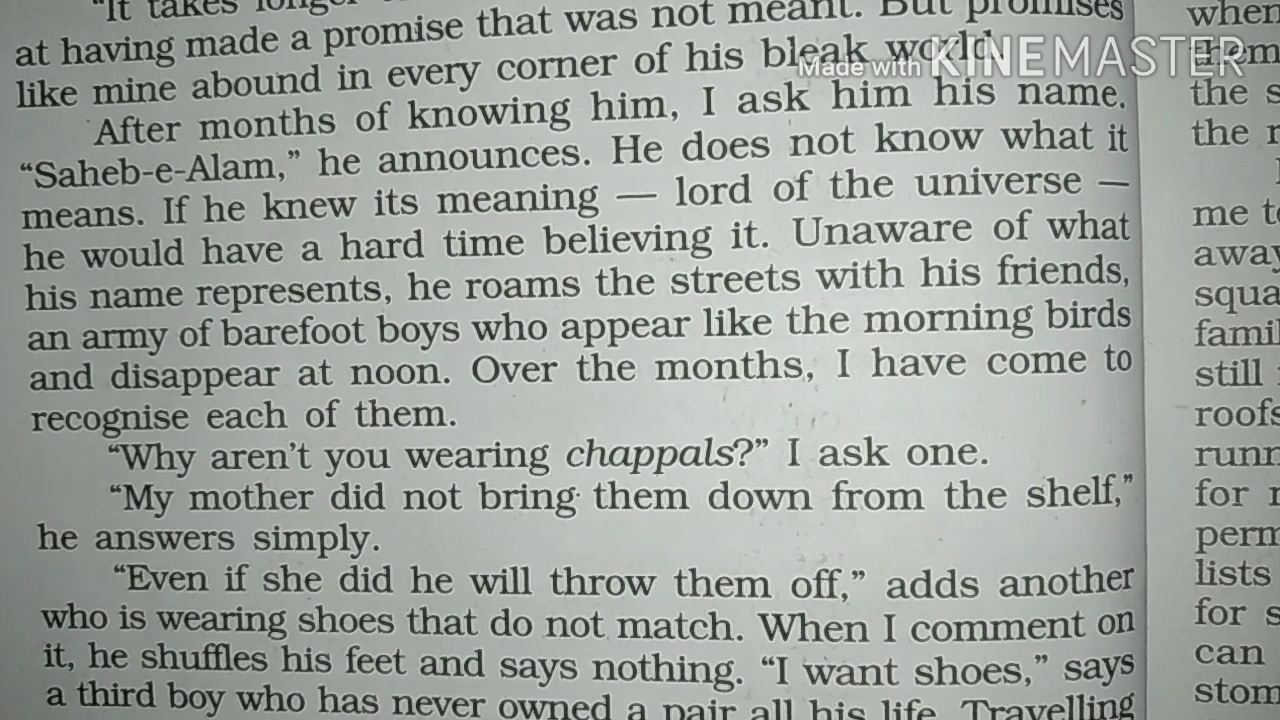 "It takes longer
at having made a promise that was not meant. But promises
like mine abound in every corner of his bleak world.
After months of knowing him, I ask him his name.
"Saheb-e-Alam," he announces. He does not know what it
means. If he knew its meaning — lord of the universe —
he would have a hard time believing it. Unaware of what
his name represents, he roams the streets with his friends,
an army of barefoot boys who appear like the morning birds
and disappear at noon. Over the months, I have come to
recognise each of them.
"Why aren't you wearing chappals?" I ask one.
"My mother did not bring them down from the shelf,"
he answers simply.
"Even if she did he will throw them off," adds another
who is wearing shoes that do not match. When I comment on
it, he shuffles his feet and says nothing. "I want shoes," says
a third boy who has never owned a pair all his life. Travelling
Made with KINEMASTER
when
them
the s
the r
me to
away
squa
famil
still
roofs
runn
for r
perm
lists
for s
can
stom